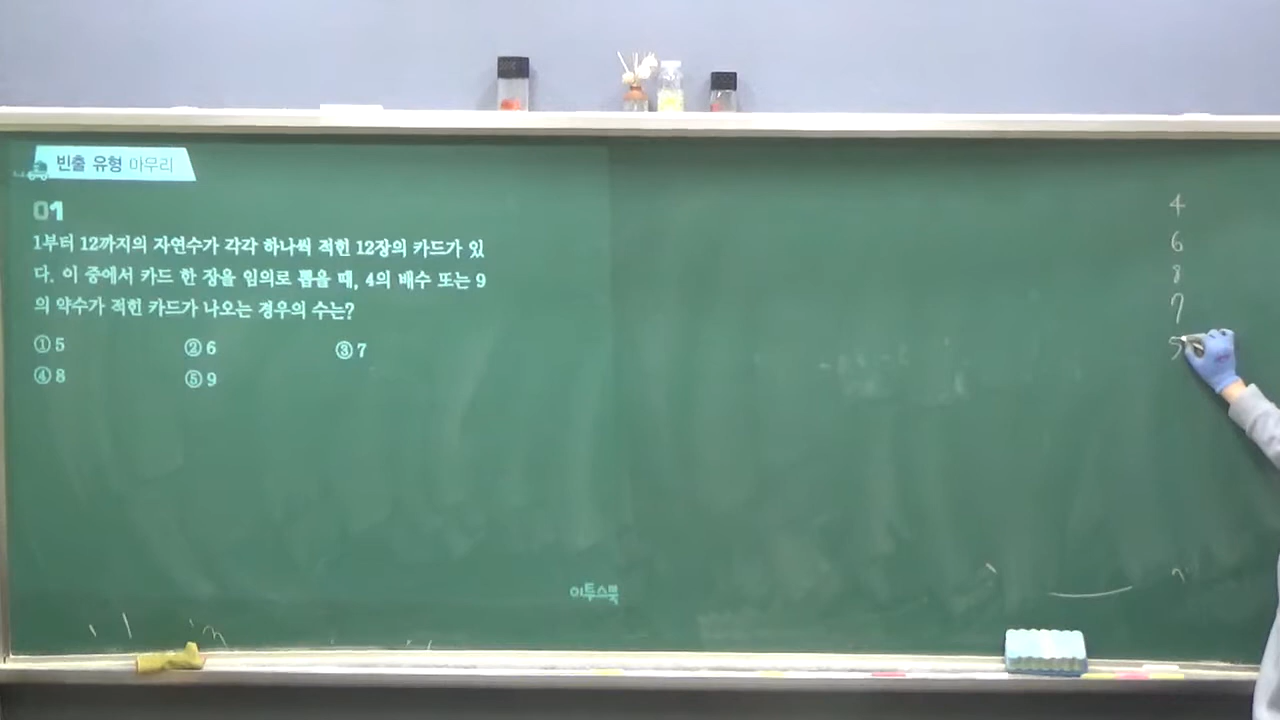 빈출 유형 마무리
01
1부터 12까지의 자연수가 각각 하나씩 적힌 12장의 카드가 있
다. 이 중에서 카드 한 장을 임의로 뽑을 때, 4의 배수 또는 9
의 약수가 적힌 카드가 나오는 경우의 수는?
① 5 ② 6 ③ 7
④ 8 ⑤ 9
4
6
8
7
5
이투스북